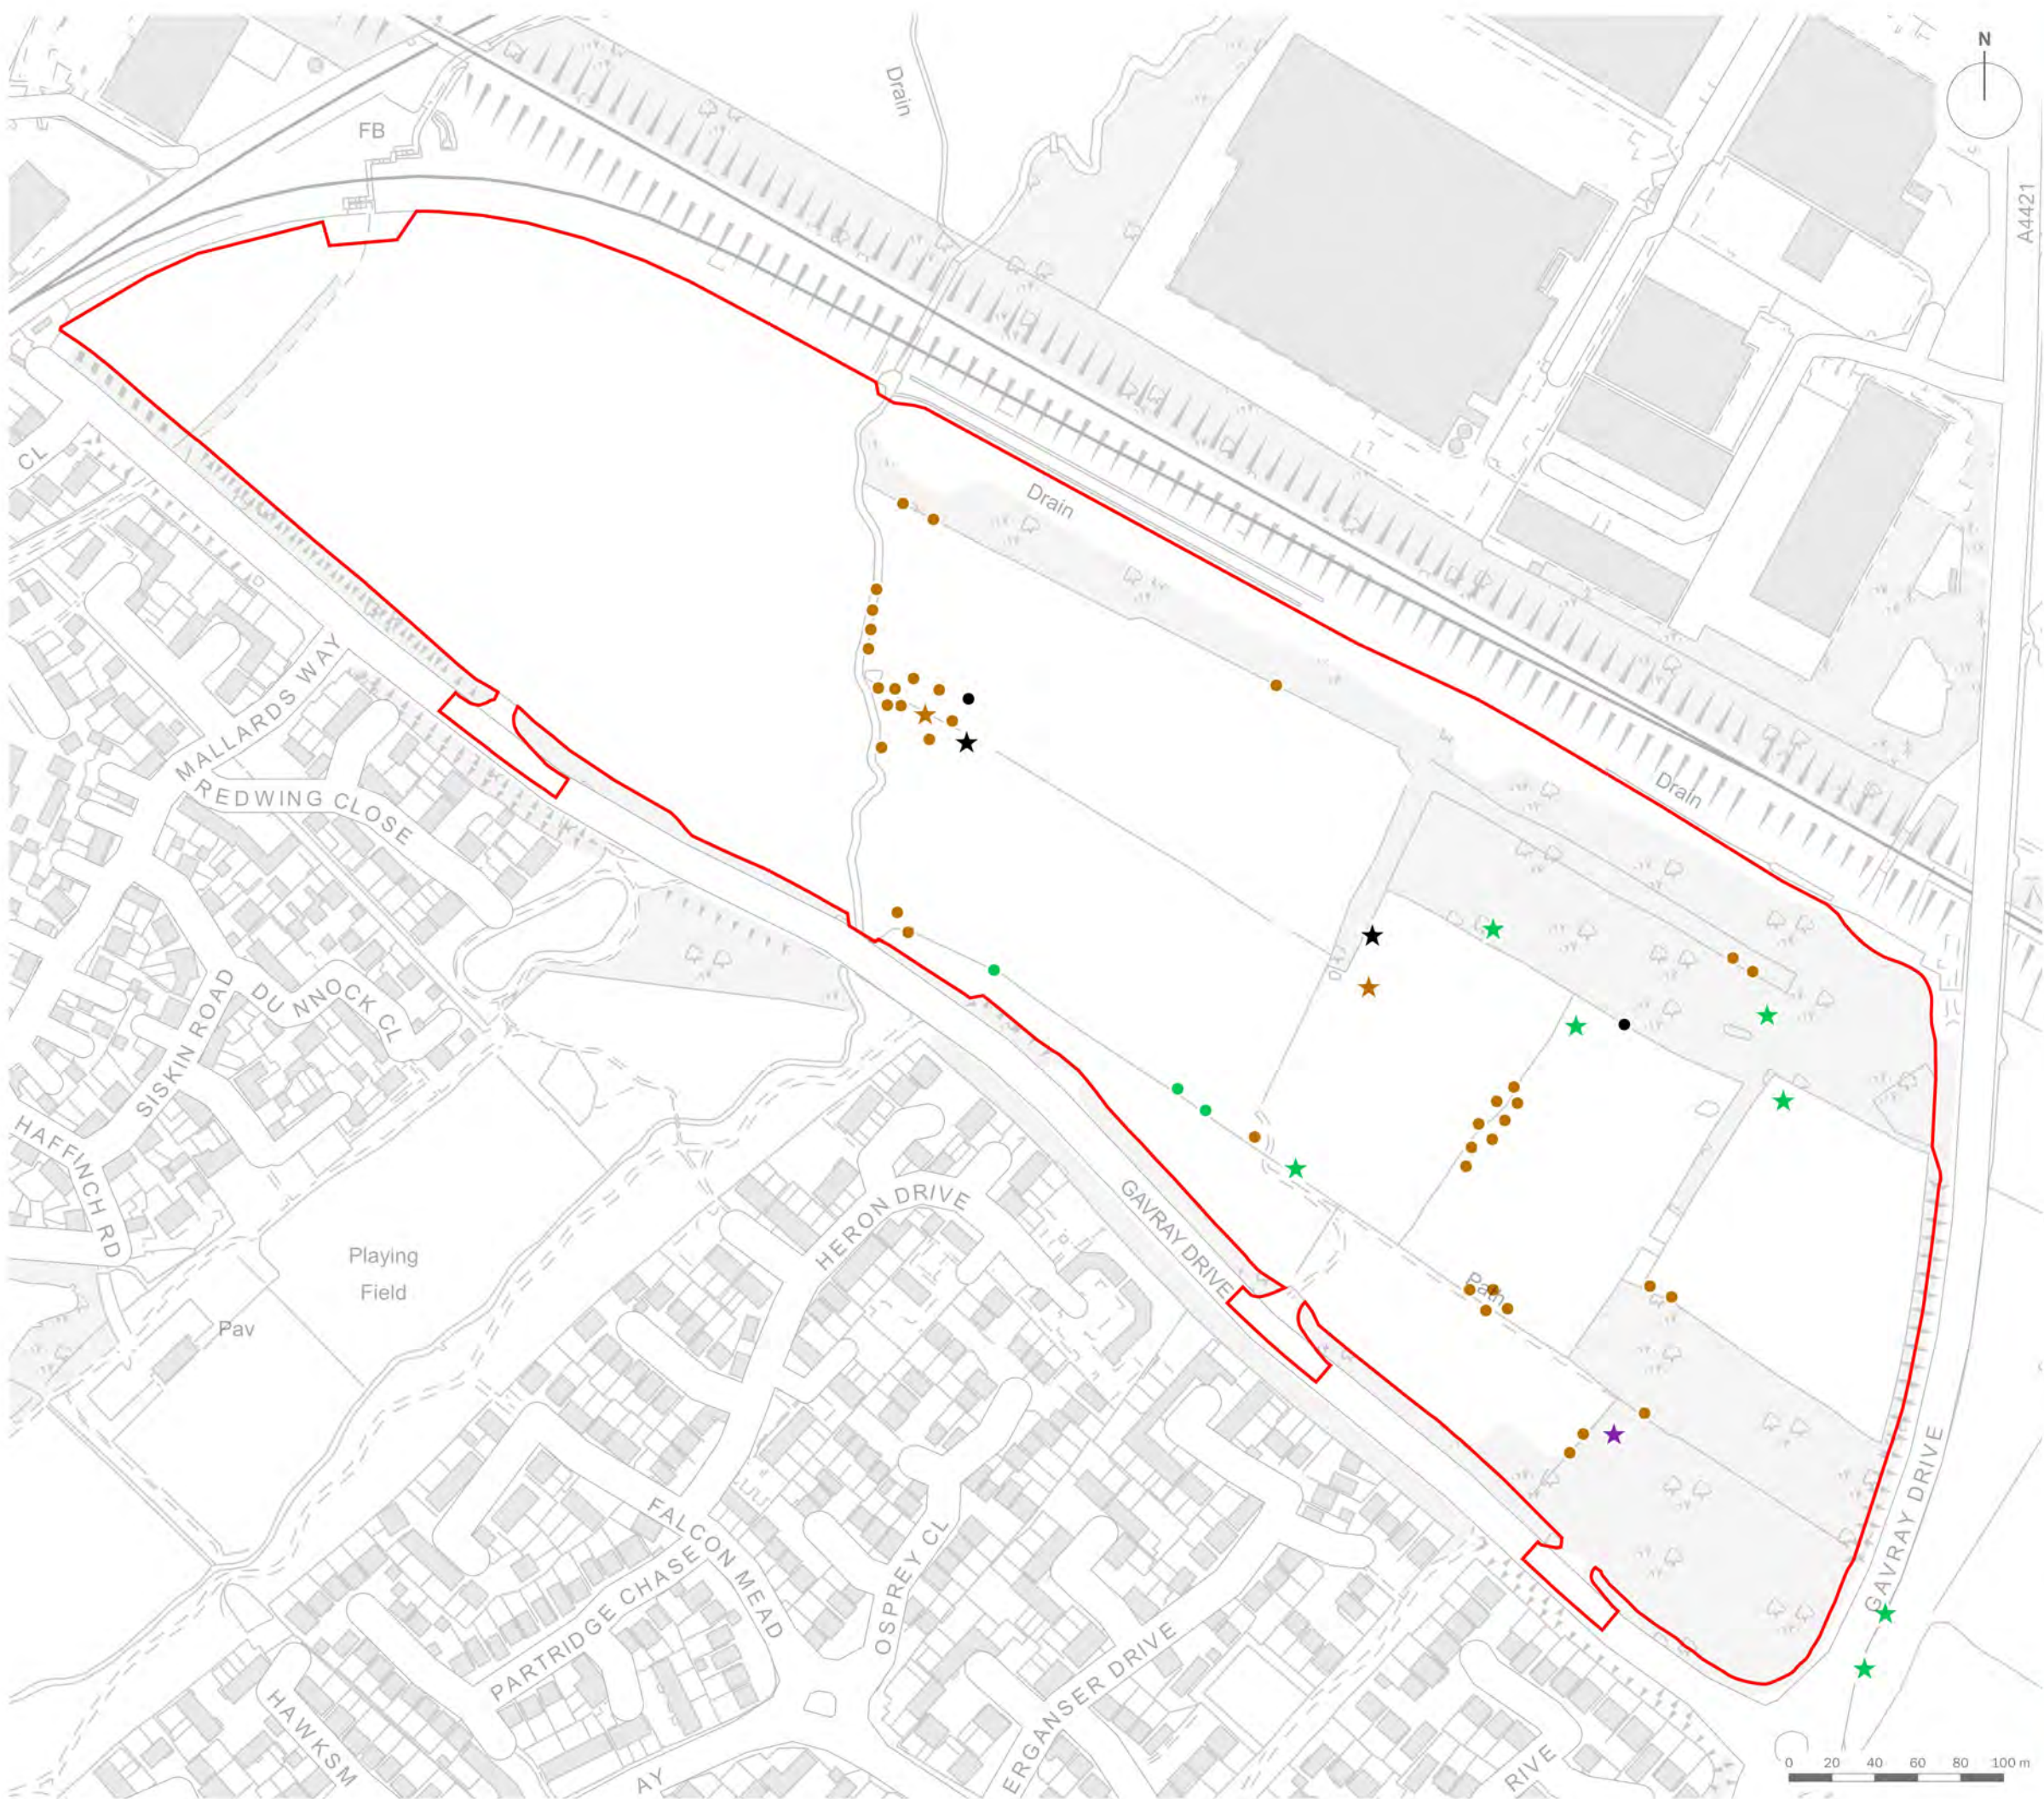 N
A4421
Drain
FB
Drain
Drain
CL
MALLARDS WAY
REDWING CLOSE
DU NNOCK CL
SISKIN ROAD
HAFFINCH RD
Playing
Field
Pav
HERON DRIVE
GAVRAY DRIVE
Path
GAVRAY DRIVE
FALCON MEAD
PARTRIDGE CHASE
OSPREY CL
ERGANSER DRIVE
HAWKSM
AY
RIVE
0 20 40 60 80 100 m